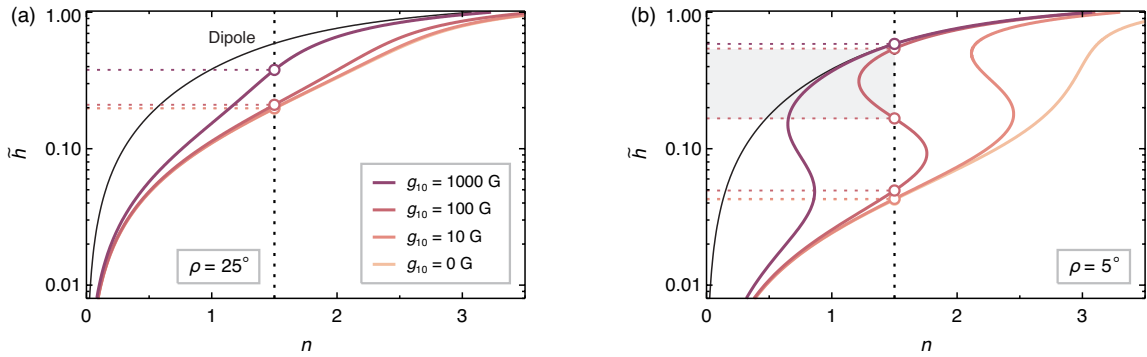 (a)
1.00
0.10
0.01
h̃
Dipole
g₁₀ = 1000 G
g₁₀ = 100 G
g₁₀ = 10 G
g₁₀ = 0 G
ρ = 25°
0 1 2 3
n
(b)
1.00
0.10
0.01
h̃
ρ = 5°
0 1 2 3
n